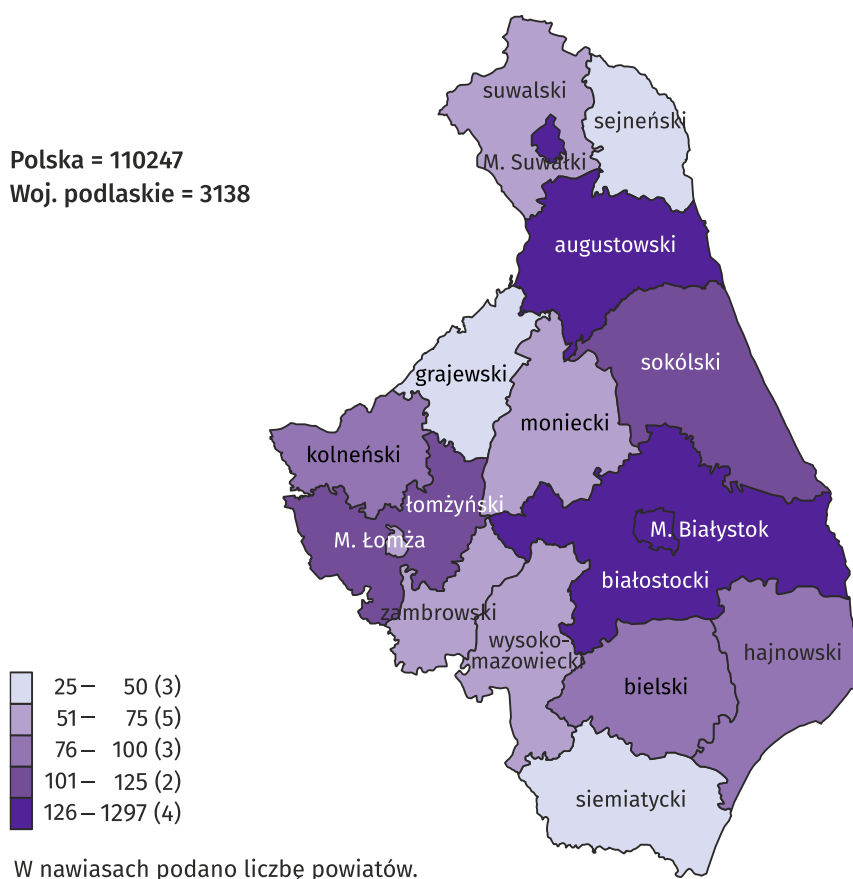 suwalski
sejneński
Polska = 110247
M. Suwałki
Woj. podlaskie = 3138
augustowski
sokólski
grajewski
moniecki
kolneński
łomżyński
M. Białystok
M. Łomża
białostocki
zambrowski
wysoko-
mazowiecki
hajnowski
bielski
25 – 50 (3)
51 – 75 (5)
76 – 100 (3)
101 – 125 (2)
126 – 1297 (4)
siemiatycki
W nawiasach podano liczbę powiatów.